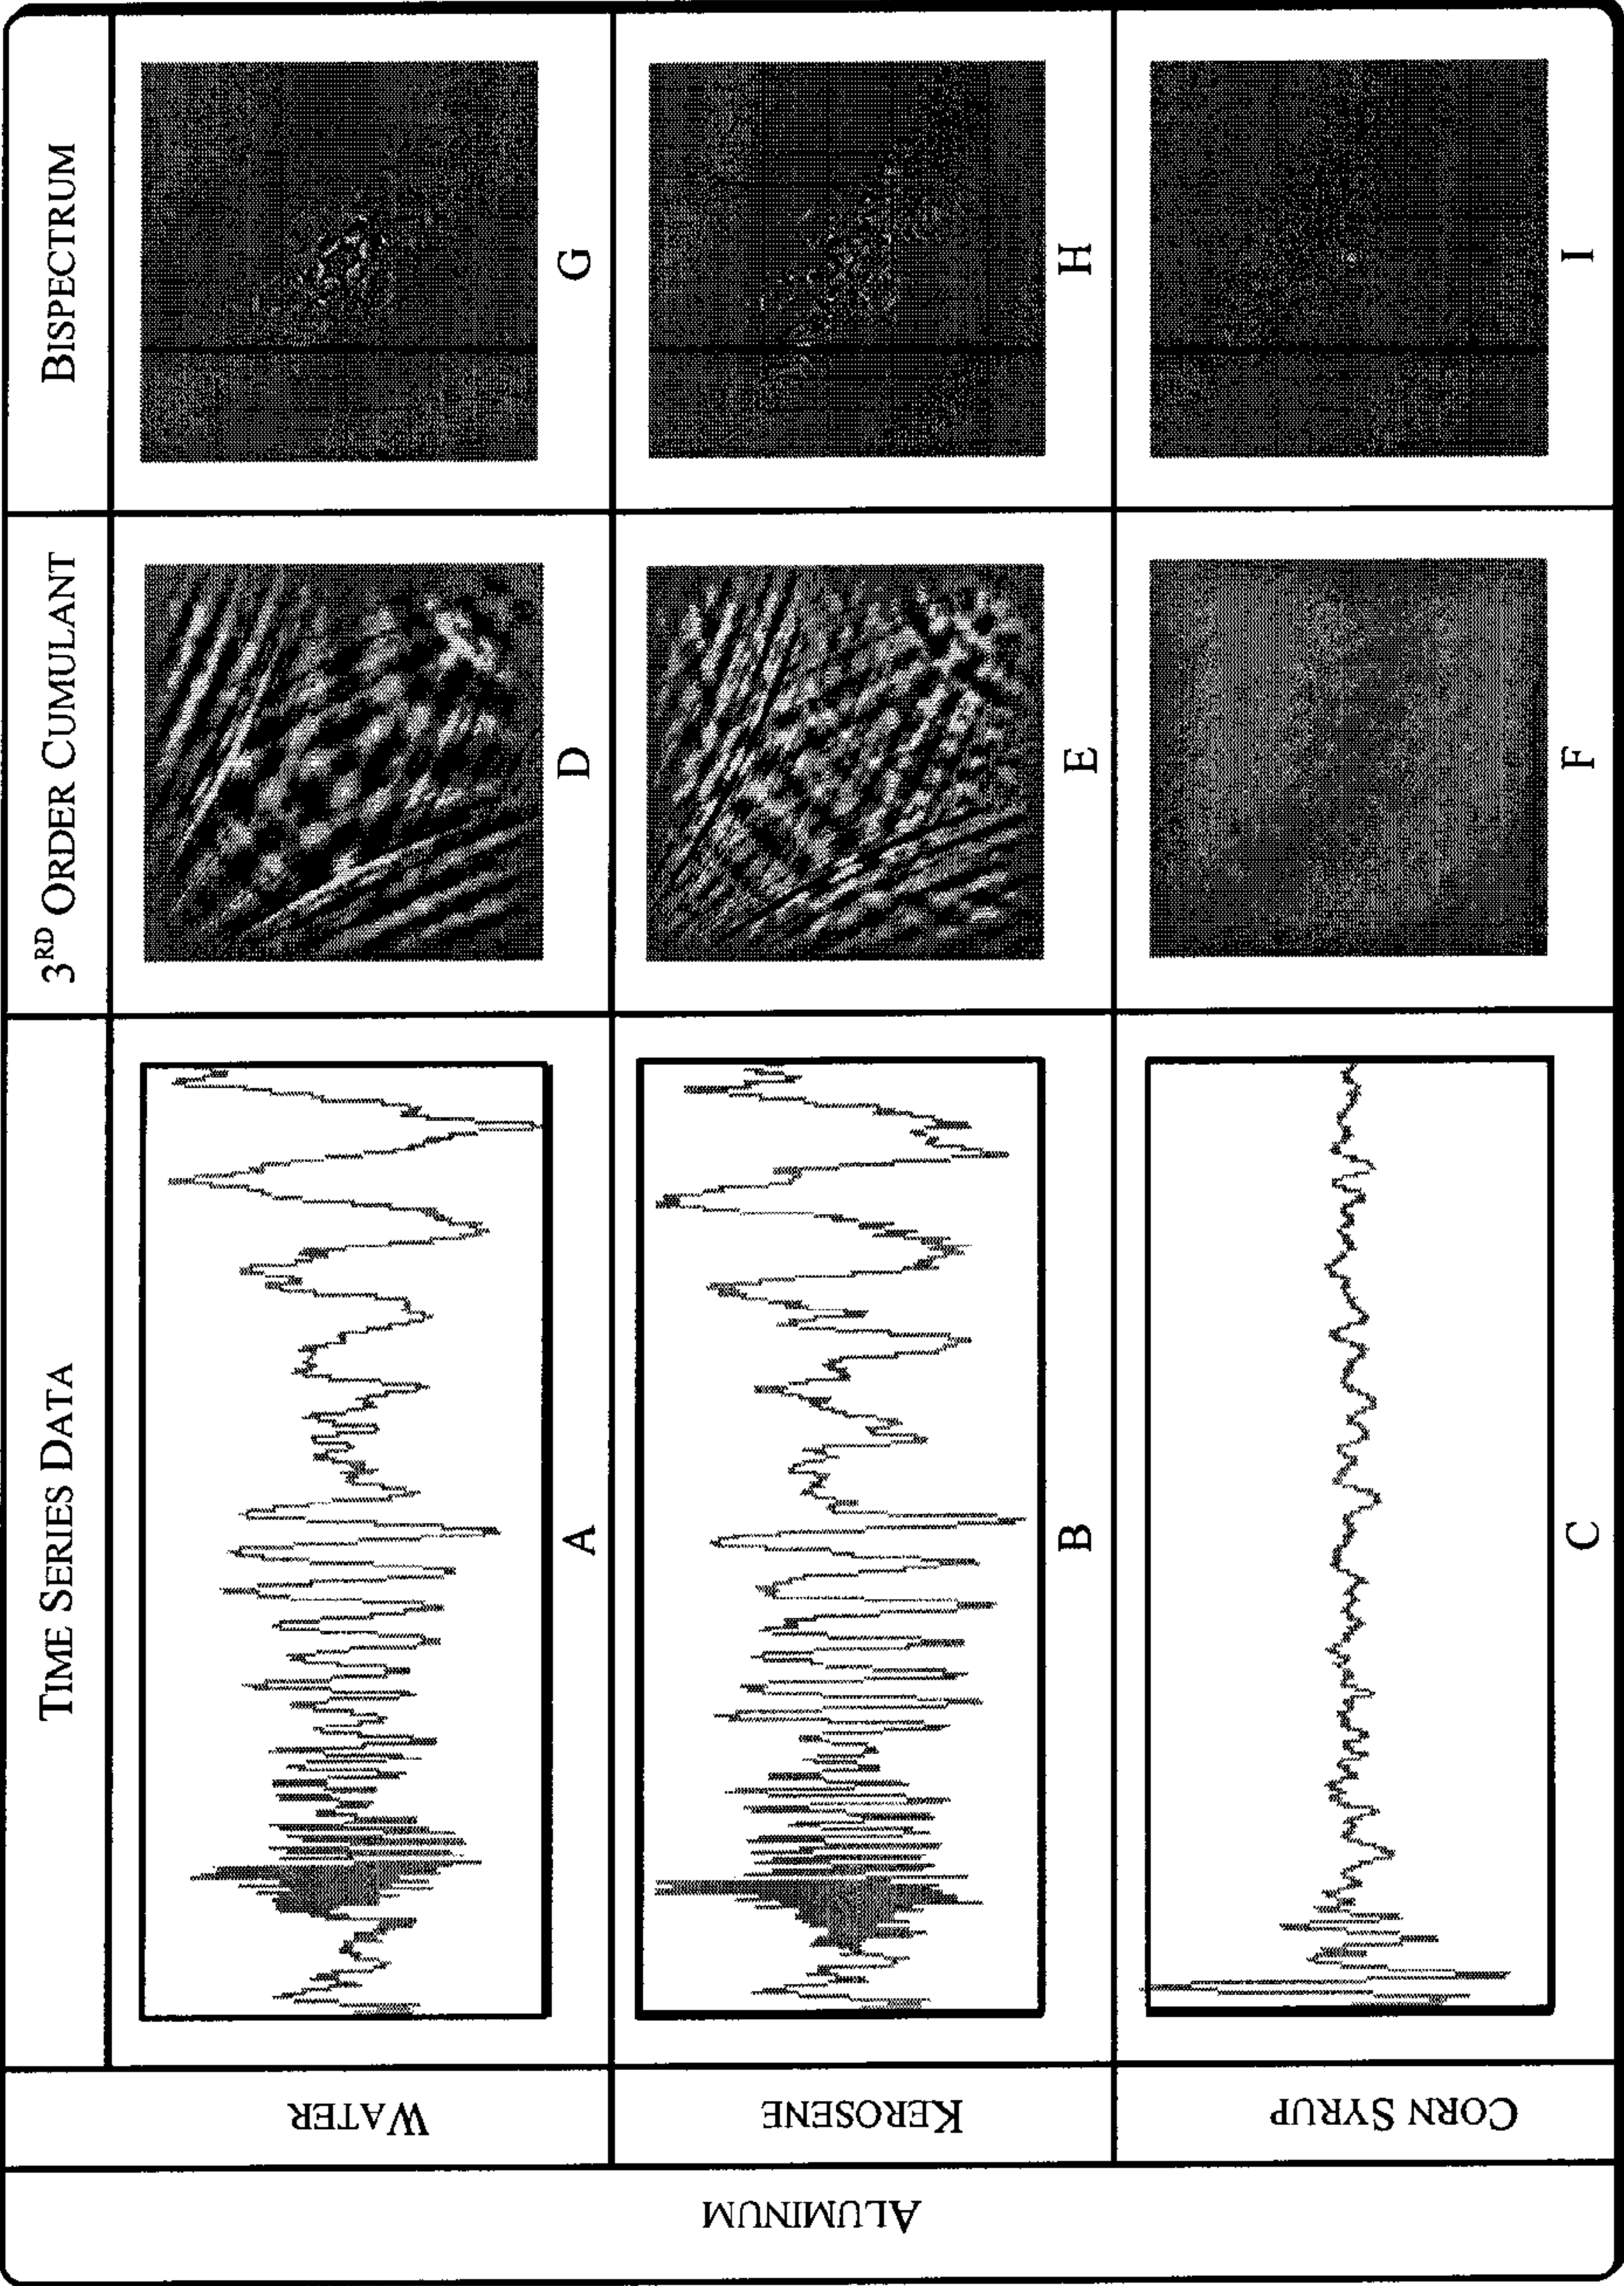 TIME SERIES DATA
3RD ORDER CUMULANT
BISPECTRUM
ALUMINUM
WATER
A
D
G
KEROSENE
B
E
H
CORN SYRUP
C
F
I